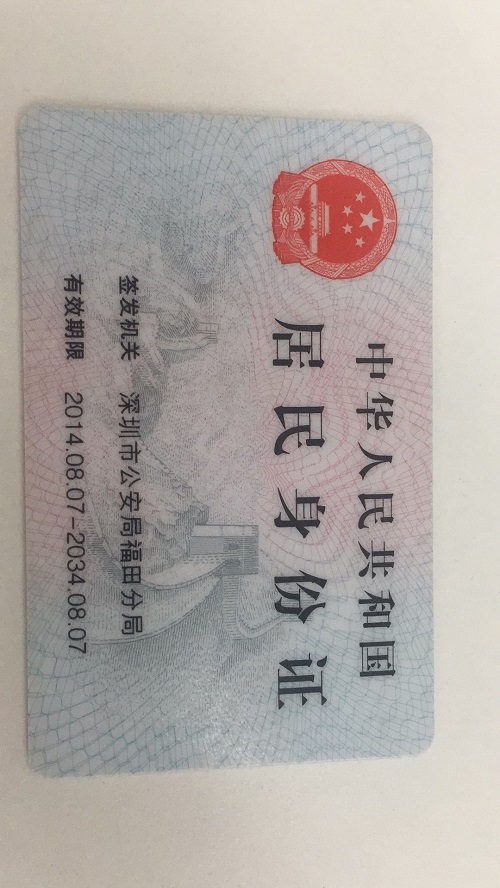 中华人民共和国
居民身份证
签发机关 深圳市公安局福田分局
有效期限 2014.08.07-2034.08.07